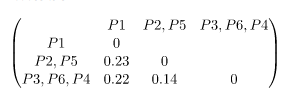 P1 P2, P5 P3, P6, P4
P1 0
P2, P5 0.23 0
P3, P6, P4 0.22 0.14 0